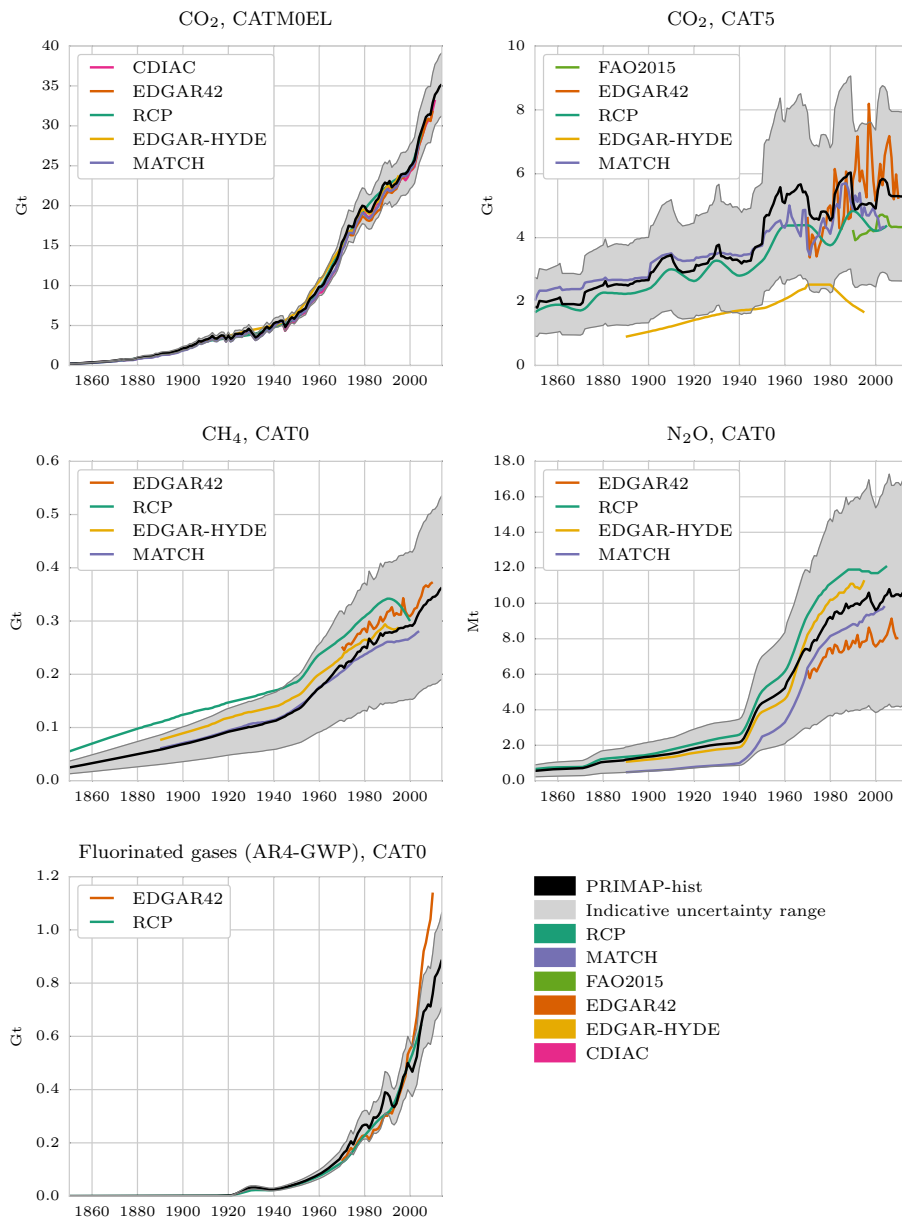 CO₂, CATM0EL
40
35
30
25
20
15
10
5
0
Gt
CDIAC
EDGAR42
RCP
EDGAR-HYDE
MATCH
1860 1880 1900 1920 1940 1960 1980 2000
CO₂, CAT5
10
8
6
4
2
0
Gt
FAO2015
EDGAR42
RCP
EDGAR-HYDE
MATCH
1860 1880 1900 1920 1940 1960 1980 2000
CH₄, CAT0
0.6
0.5
0.4
0.3
0.2
0.1
0.0
Gt
EDGAR42
RCP
EDGAR-HYDE
MATCH
1860 1880 1900 1920 1940 1960 1980 2000
N₂O, CAT0
18.0
16.0
14.0
12.0
10.0
8.0
6.0
4.0
2.0
0.0
Mt
EDGAR42
RCP
EDGAR-HYDE
MATCH
1860 1880 1900 1920 1940 1960 1980 2000
Fluorinated gases (AR4-GWP), CAT0
1.2
1.0
0.8
0.6
0.4
0.2
0.0
Gt
EDGAR42
RCP
1860 1880 1900 1920 1940 1960 1980 2000
PRIMAP-hist
Indicative uncertainty range
RCP
MATCH
FAO2015
EDGAR42
EDGAR-HYDE
CDIAC